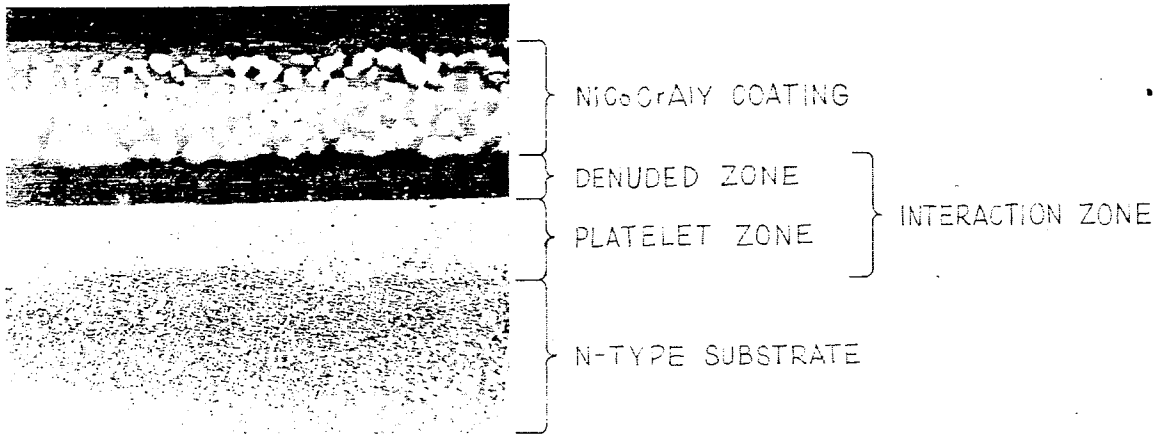 NiCoCrAlY COATING
DENUDED ZONE
INTERACTION ZONE
PLATELET ZONE
N-TYPE SUBSTRATE